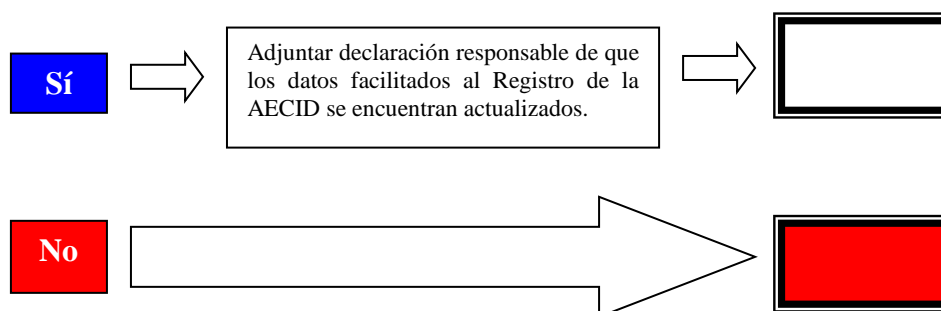 Sí
Adjuntar declaración responsable de que
los datos facilitados al Registro de la
AECID se encuentran actualizados.
No